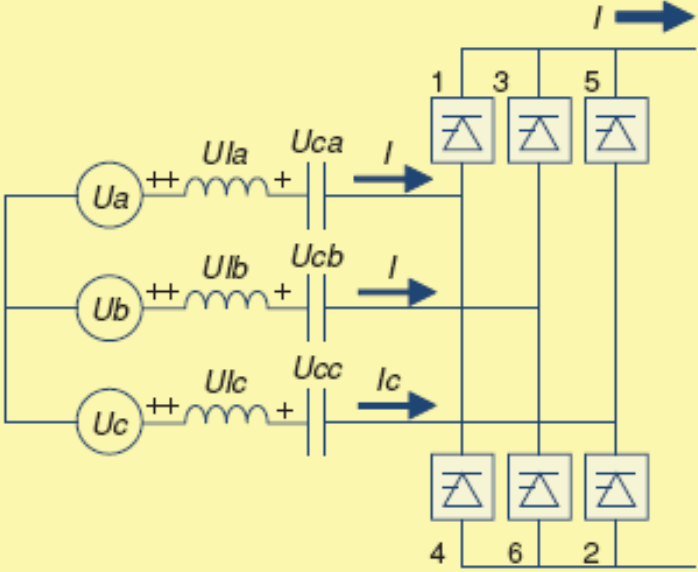 I
1 3 5
Ula Uca I
++ +
Ua
Ulb Ucb I
++ +
Ub
Ulc Ucc Ic
++ +
Uc
4 6 2